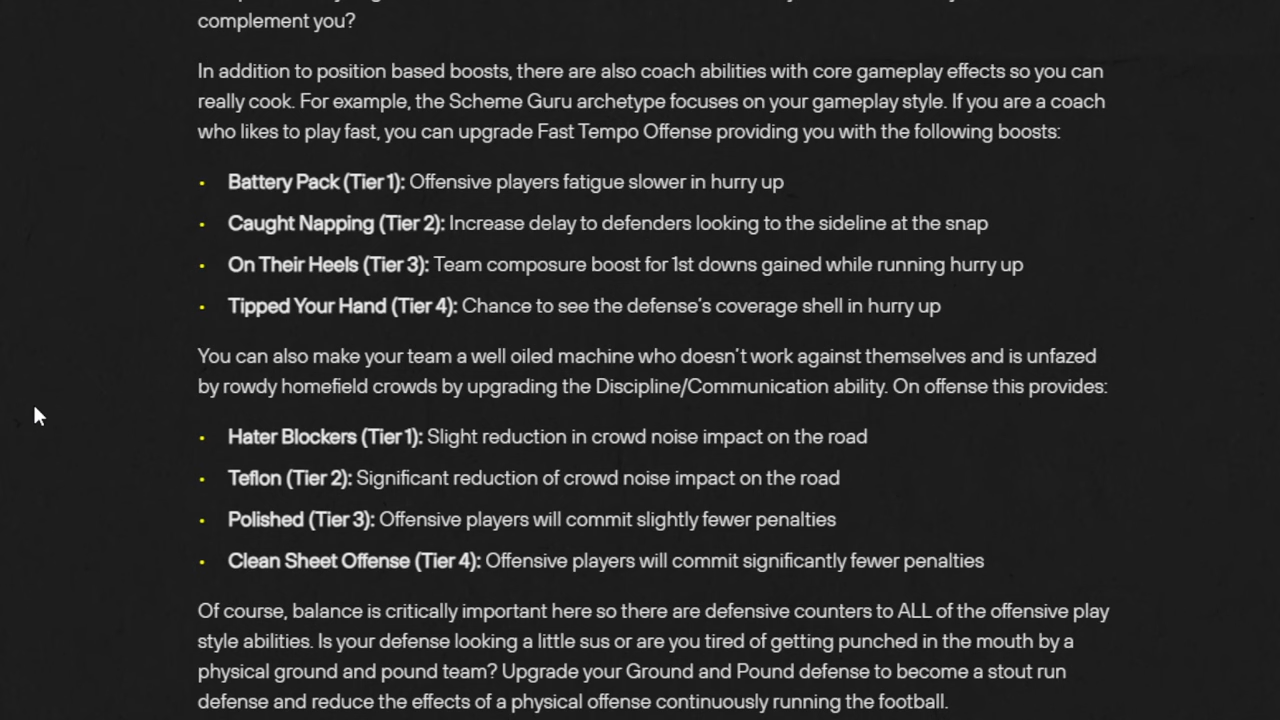 complement you?
In addition to position based boosts, there are also coach abilities with core gameplay effects so you can
really cook. For example, the Scheme Guru archetype focuses on your gameplay style. If you are a coach
who likes to play fast, you can upgrade Fast Tempo Offense providing you with the following boosts:
• Battery Pack (Tier 1): Offensive players fatigue slower in hurry up
• Caught Napping (Tier 2): Increase delay to defenders looking to the sideline at the snap
• On Their Heels (Tier 3): Team composure boost for 1st downs gained while running hurry up
• Tipped Your Hand (Tier 4): Chance to see the defense's coverage shell in hurry up
You can also make your team a well oiled machine who doesn't work against themselves and is unfazed
by rowdy homefield crowds by upgrading the Discipline/Communication ability. On offense this provides:
• Hater Blockers (Tier 1): Slight reduction in crowd noise impact on the road
• Teflon (Tier 2): Significant reduction of crowd noise impact on the road
• Polished (Tier 3): Offensive players will commit slightly fewer penalties
• Clean Sheet Offense (Tier 4): Offensive players will commit significantly fewer penalties
Of course, balance is critically important here so there are defensive counters to ALL of the offensive play
style abilities. Is your defense looking a little sus or are you tired of getting punched in the mouth by a
physical ground and pound team? Upgrade your Ground and Pound defense to become a stout run
defense and reduce the effects of a physical offense continuously running the football.